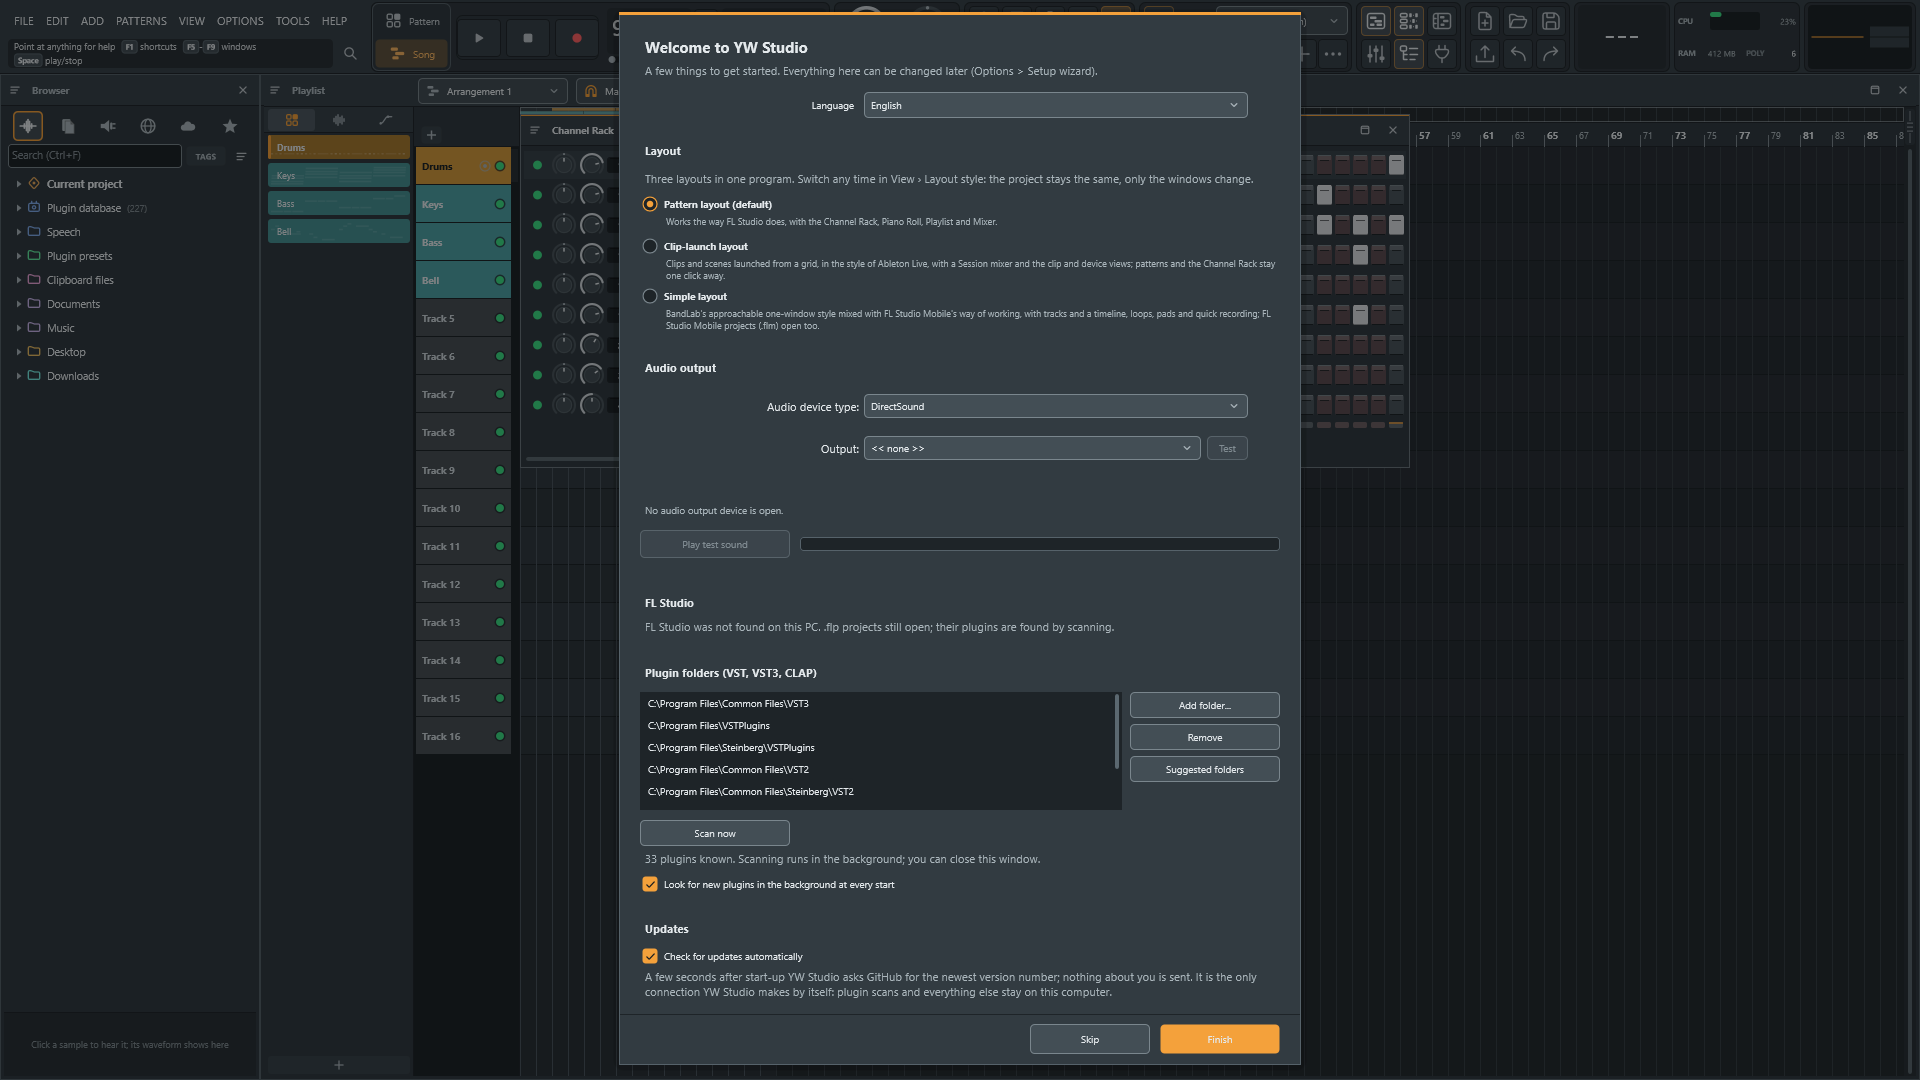 FILE EDIT ADD PATTERNS VIEW OPTIONS TOOLS HELP
Point at anything for help F1 shortcuts F5 - F9 windows
Space play/stop
Pattern
Song
CPU 23%
RAM 412 MB POLY 6
Browser
Search (Ctrl+F)
TAGS
Current project
Plugin database (227)
Speech
Plugin presets
Clipboard files
Documents
Music
Desktop
Downloads
Click a sample to hear it; its waveform shows here
Playlist
Arrangement 1
Drums
Keys
Bass
Bell
Drums
Keys
Bass
Bell
Track 5
Track 6
Track 7
Track 8
Track 9
Track 10
Track 11
Track 12
Track 13
Track 14
Track 15
Track 16
Channel Rack
57 59 61 63 65 67 69 71 73 75 77 79 81 83 85
Welcome to YW Studio
A few things to get started. Everything here can be changed later (Options > Setup wizard).
Language English
Layout
Three layouts in one program. Switch any time in View › Layout style: the project stays the same, only the windows change.
Pattern layout (default)
Works the way FL Studio does, with the Channel Rack, Piano Roll, Playlist and Mixer.
Clip-launch layout
Clips and scenes launched from a grid, in the style of Ableton Live, with a Session mixer and the clip and device views; patterns and the Channel Rack stay
one click away.
Simple layout
BandLab's approachable one-window style mixed with FL Studio Mobile's way of working, with tracks and a timeline, loops, pads and quick recording; FL
Studio Mobile projects (.flm) open too.
Audio output
Audio device type: DirectSound
Output: << none >> Test
No audio output device is open.
Play test sound
FL Studio
FL Studio was not found on this PC. .flp projects still open; their plugins are found by scanning.
Plugin folders (VST, VST3, CLAP)
C:\Program Files\Common Files\VST3
C:\Program Files\VSTPlugins
C:\Program Files\Steinberg\VSTPlugins
C:\Program Files\Common Files\VST2
C:\Program Files\Common Files\Steinberg\VST2
Add folder...
Remove
Suggested folders
Scan now
33 plugins known. Scanning runs in the background; you can close this window.
Look for new plugins in the background at every start
Updates
Check for updates automatically
A few seconds after start-up YW Studio asks GitHub for the newest version number; nothing about you is sent. It is the only
connection YW Studio makes by itself: plugin scans and everything else stay on this computer.
Skip
Finish